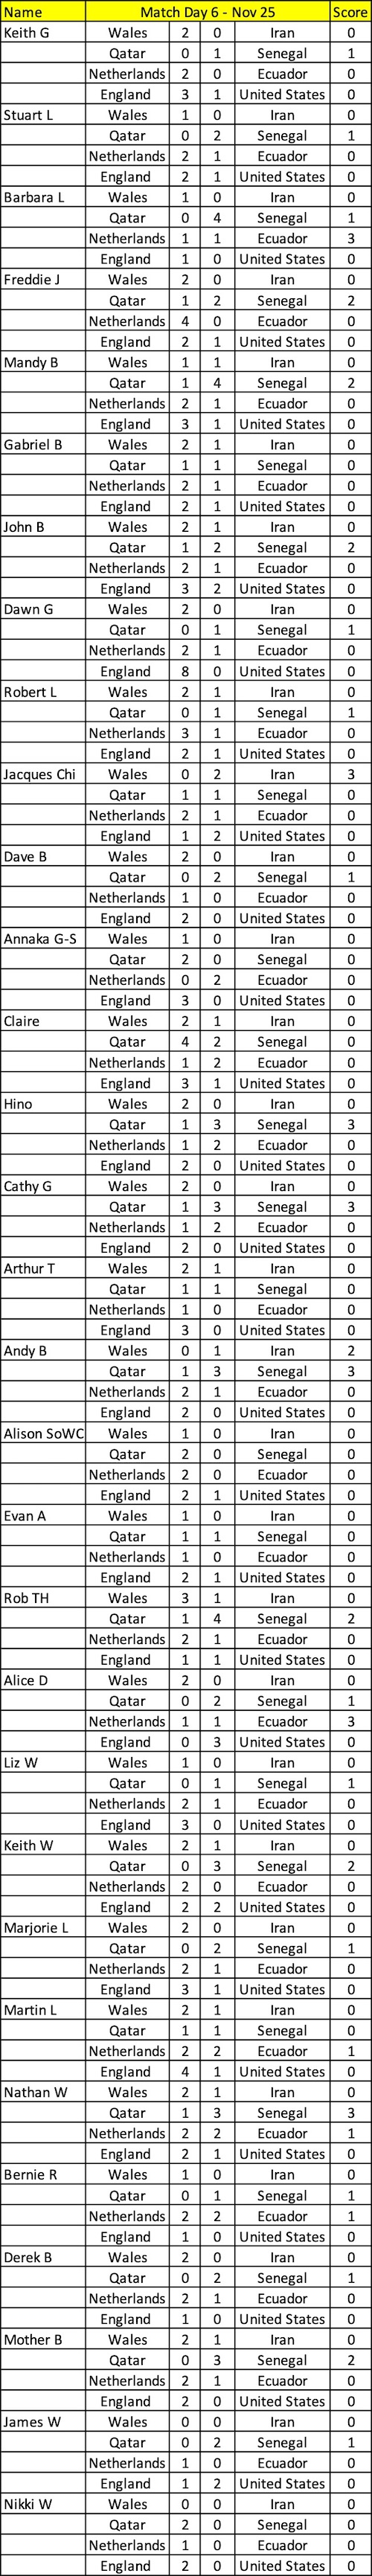 Name Match Day 6 - Nov 25 Score
Keith G Wales 2 0 Iran 0
Qatar 0 1 Senegal 1
Netherlands 2 0 Ecuador 0
England 3 1 United States 0
Stuart L Wales 1 0 Iran 0
Qatar 0 2 Senegal 1
Netherlands 2 1 Ecuador 0
England 2 1 United States 0
Barbara L Wales 1 0 Iran 0
Qatar 0 4 Senegal 1
Netherlands 1 1 Ecuador 3
England 1 0 United States 0
Freddie J Wales 2 0 Iran 0
Qatar 1 2 Senegal 2
Netherlands 4 0 Ecuador 0
England 2 1 United States 0
Mandy B Wales 1 1 Iran 0
Qatar 1 4 Senegal 2
Netherlands 2 1 Ecuador 0
England 3 1 United States 0
Gabriel B Wales 2 1 Iran 0
Qatar 1 1 Senegal 0
Netherlands 2 1 Ecuador 0
England 2 1 United States 0
John B Wales 2 1 Iran 0
Qatar 1 2 Senegal 2
Netherlands 2 1 Ecuador 0
England 3 2 United States 0
Dawn G Wales 2 0 Iran 0
Qatar 0 1 Senegal 1
Netherlands 2 1 Ecuador 0
England 8 0 United States 0
Robert L Wales 2 1 Iran 0
Qatar 0 1 Senegal 1
Netherlands 3 1 Ecuador 0
England 2 1 United States 0
Jacques Chi Wales 0 2 Iran 3
Qatar 1 1 Senegal 0
Netherlands 2 1 Ecuador 0
England 1 2 United States 0
Dave B Wales 2 0 Iran 0
Qatar 0 2 Senegal 1
Netherlands 1 0 Ecuador 0
England 2 0 United States 0
Annaka G-S Wales 1 0 Iran 0
Qatar 2 0 Senegal 0
Netherlands 0 2 Ecuador 0
England 3 0 United States 0
Claire Wales 2 1 Iran 0
Qatar 4 2 Senegal 0
Netherlands 1 2 Ecuador 0
England 3 1 United States 0
Hino Wales 2 0 Iran 0
Qatar 1 3 Senegal 3
Netherlands 1 2 Ecuador 0
England 2 0 United States 0
Cathy G Wales 2 0 Iran 0
Qatar 1 3 Senegal 3
Netherlands 1 2 Ecuador 0
England 2 0 United States 0
Arthur T Wales 2 1 Iran 0
Qatar 1 1 Senegal 0
Netherlands 1 0 Ecuador 0
England 3 0 United States 0
Andy B Wales 0 1 Iran 2
Qatar 1 3 Senegal 3
Netherlands 2 1 Ecuador 0
England 2 0 United States 0
Alison SoWC Wales 1 0 Iran 0
Qatar 2 0 Senegal 0
Netherlands 2 0 Ecuador 0
England 2 1 United States 0
Evan A Wales 1 0 Iran 0
Qatar 1 1 Senegal 0
Netherlands 1 0 Ecuador 0
England 2 1 United States 0
Rob TH Wales 3 1 Iran 0
Qatar 1 4 Senegal 2
Netherlands 2 1 Ecuador 0
England 1 1 United States 0
Alice D Wales 2 0 Iran 0
Qatar 0 2 Senegal 1
Netherlands 1 1 Ecuador 3
England 0 3 United States 0
Liz W Wales 1 0 Iran 0
Qatar 0 1 Senegal 1
Netherlands 2 1 Ecuador 0
England 3 0 United States 0
Keith W Wales 2 1 Iran 0
Qatar 0 3 Senegal 2
Netherlands 2 0 Ecuador 0
England 2 2 United States 0
Marjorie L Wales 2 0 Iran 0
Qatar 0 2 Senegal 1
Netherlands 2 1 Ecuador 0
England 3 1 United States 0
Martin L Wales 2 1 Iran 0
Qatar 1 1 Senegal 0
Netherlands 2 2 Ecuador 1
England 4 1 United States 0
Nathan W Wales 2 1 Iran 0
Qatar 1 3 Senegal 3
Netherlands 2 2 Ecuador 1
England 2 1 United States 0
Bernie R Wales 1 0 Iran 0
Qatar 0 1 Senegal 1
Netherlands 2 2 Ecuador 1
England 1 0 United States 0
Derek B Wales 2 0 Iran 0
Qatar 0 2 Senegal 1
Netherlands 2 1 Ecuador 0
England 1 0 United States 0
Mother B Wales 2 1 Iran 0
Qatar 0 3 Senegal 2
Netherlands 2 1 Ecuador 0
England 2 0 United States 0
James W Wales 0 0 Iran 0
Qatar 0 2 Senegal 1
Netherlands 1 0 Ecuador 0
England 1 2 United States 0
Nikki W Wales 0 0 Iran 0
Qatar 2 0 Senegal 0
Netherlands 1 0 Ecuador 0
England 2 0 United States 0